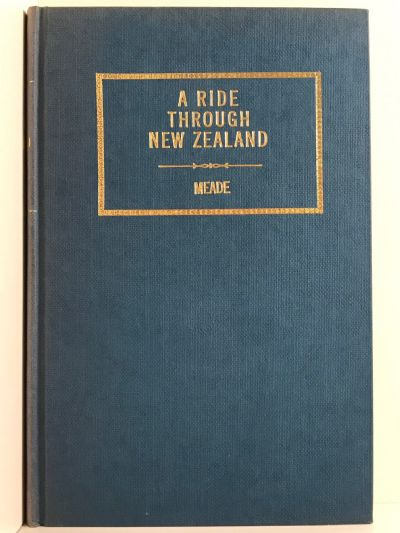 A RIDE
THROUGH
NEW ZEALAND
MEADE